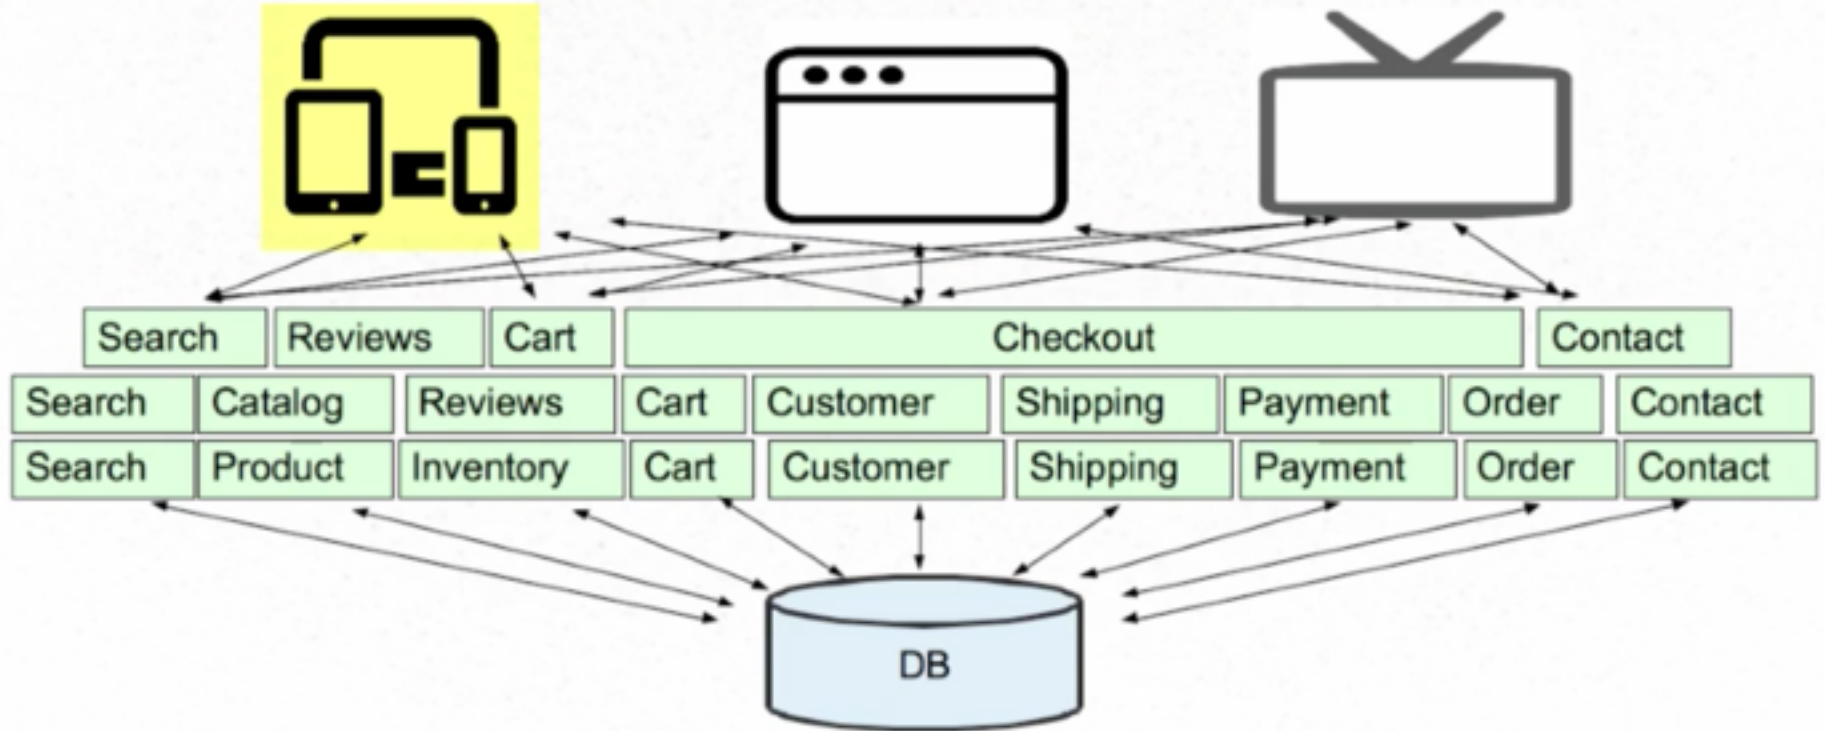 Search Reviews Cart Checkout Contact
Search Catalog Reviews Cart Customer Shipping Payment Order Contact
Search Product Inventory Cart Customer Shipping Payment Order Contact
DB